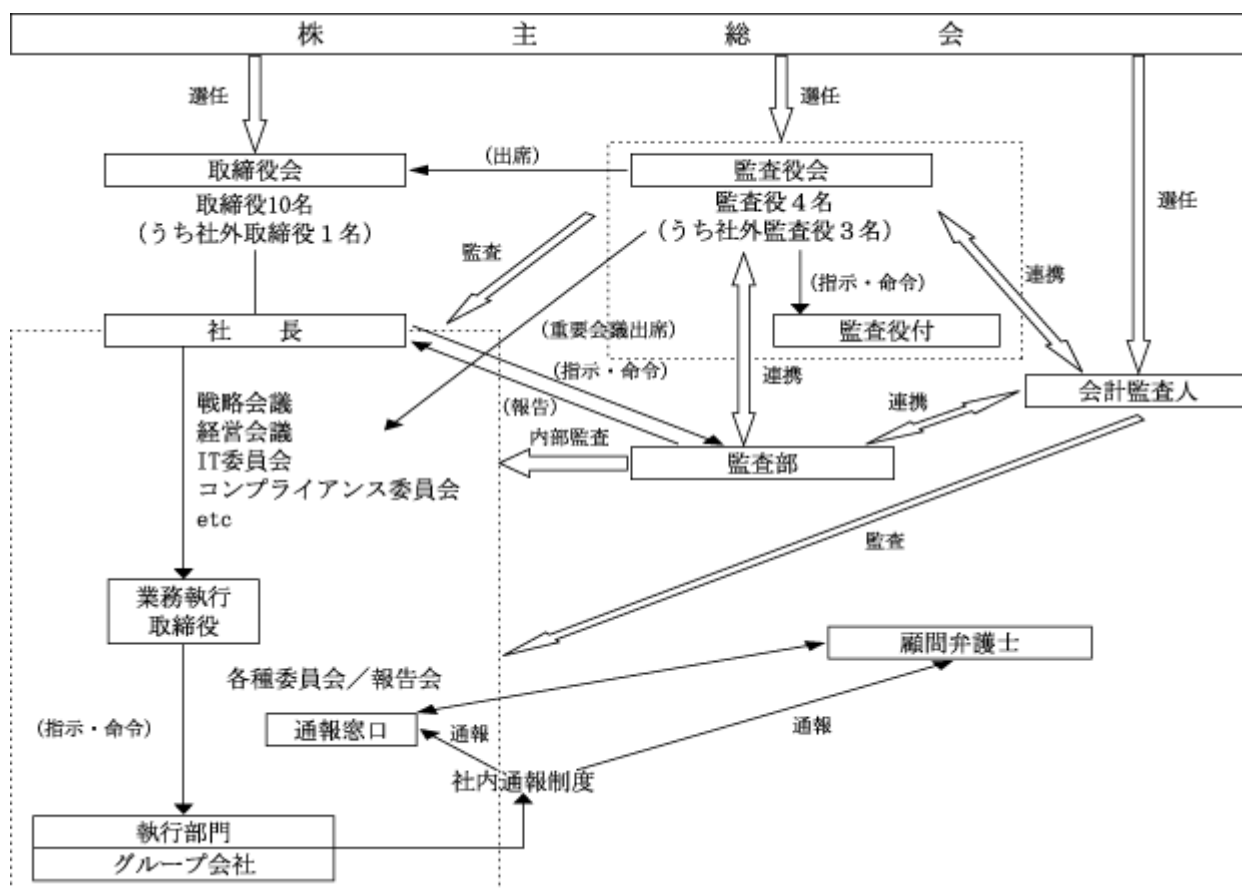 株主総会
選任
選任
選任
取締役会
(出席)
監査役会
取締役10名
(うち社外取締役１名)
監査役４名
(うち社外監査役３名)
監査
(指示・命令)
連携
社長
(重要会議出席)
監査役付
(指示・命令)
連携
会計監査人
戦略会議
経営会議
IT委員会
コンプライアンス委員会
etc
(報告)
連携
内部監査
監査部
監査
業務執行
取締役
顧問弁護士
各種委員会／報告会
(指示・命令)
通報窓口
通報
通報
社内通報制度
執行部門
グループ会社